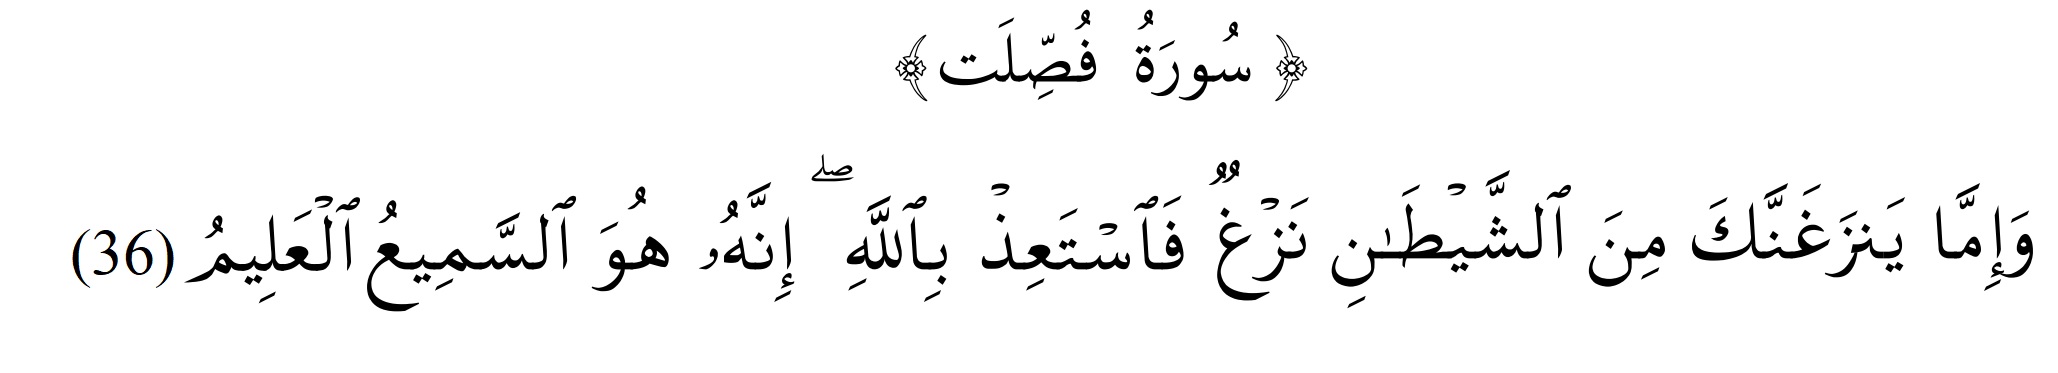 ﴿ سُورَةُ فُصِّلَت ﴾
وَإِمَّا يَنزَغَنَّكَ مِنَ ٱلشَّيْطَـٰنِ نَزْغٌ فَٱسْتَعِذْ بِٱللَّهِ ۖ إِنَّهُۥ هُوَ ٱلسَّمِيعُ ٱلْعَلِيمُ (36)